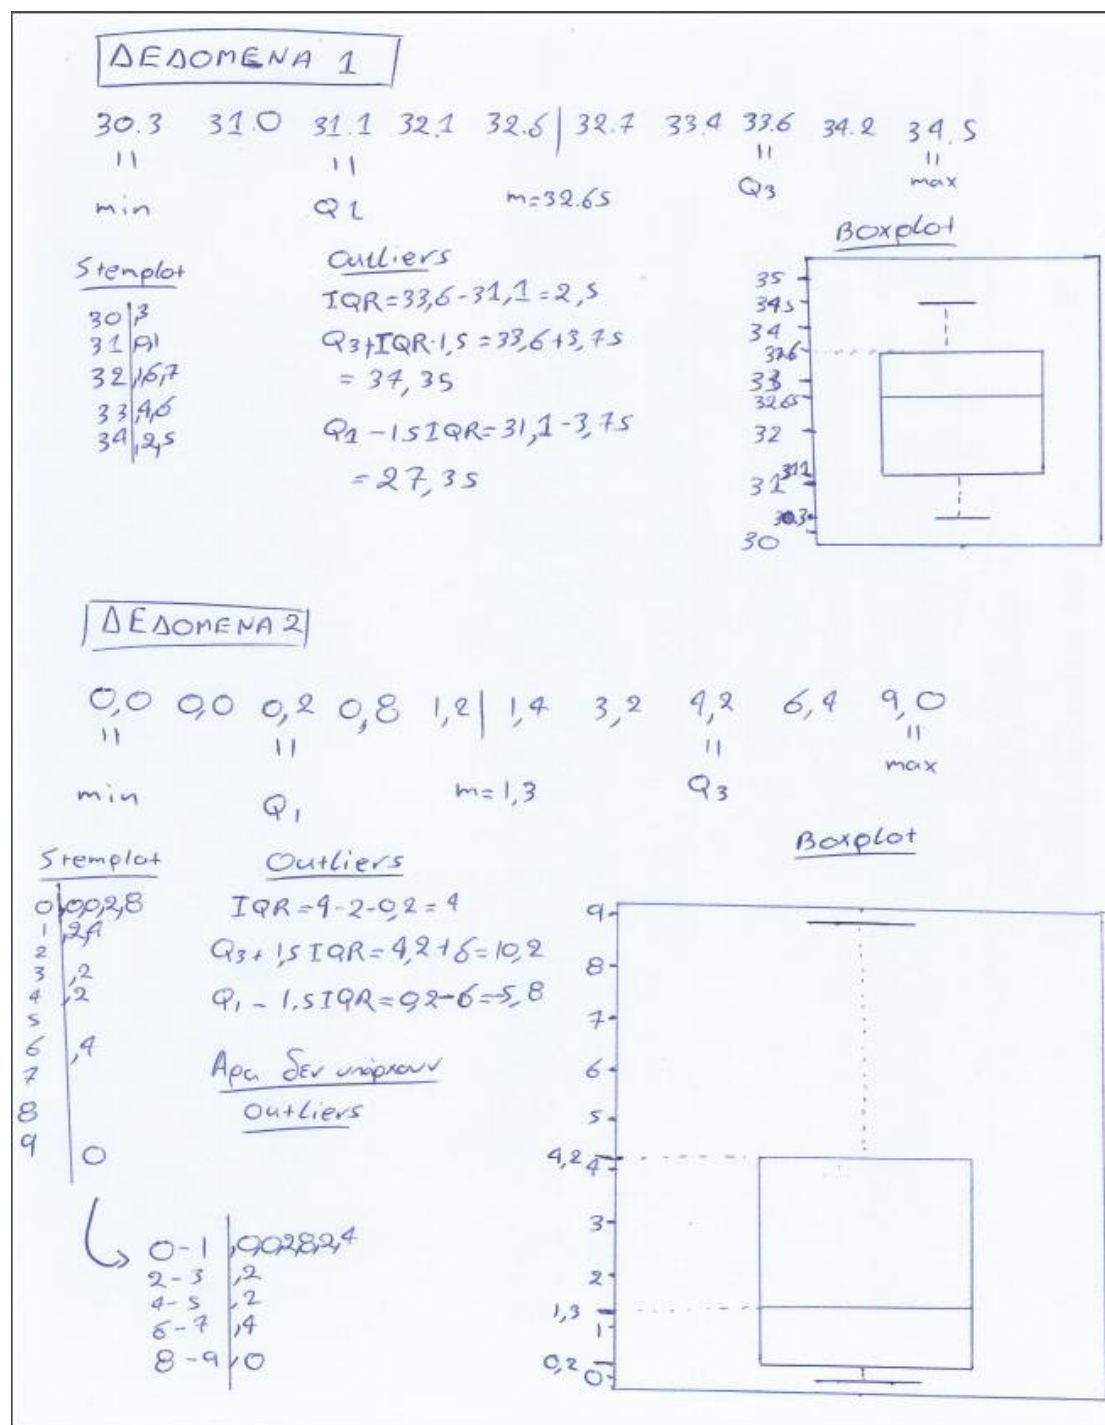 ΔΕΔΟΜΕΝΑ 1
30.3 31.0 31.1 32.1 32.6 | 32.7 33.4 33.6 34.2 34.5
= = = =
min Q1 m=32.65 Q3 max
Stemplot
30 | ,3
31 | ,0,1
32 | ,1,6,7
33 | ,4,6
34 | ,2,5
Outliers
IQR=33,6-31,1=2,5
Q3+IQR·1,5=33,6+3,75
=37,35
Q1-1.5IQR=31,1-3,75
=27,35
Boxplot
35
34.5
34
33.6
33
32.65
32
31.1
31
30.3
30
ΔΕΔΟΜΕΝΑ 2
0,0 0,0 0,2 0,8 1,2 | 1,4 3,2 4,2 6,4 9,0
= = = =
min Q1 m=1,3 Q3 max
Stemplot
0 | ,0,0,2,8
1 | ,2,4
2 |
3 | ,2
4 | ,2
5 |
6 | ,4
7 |
8 |
9 | 0
0-1 | ,0,0,2,8,2,4
2-3 | ,2
4-5 | ,2
6-7 | ,4
8-9 | ,0
Outliers
IQR=4-2-0,2=4
Q3+1,5IQR=4,2+6=10,2
Q1-1.5IQR=0,2-6=-5,8
Αρα δεν υπάρχουν
Outliers
Boxplot
9
8
7
6
5
4,2
4
3
2
1,3
1
0,2
0